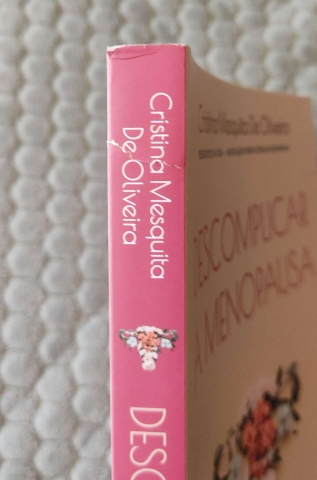 Cristina Mesquita
De Oliveira
DESC
Cristina Mesquita De Oliveira
DESCOMPLICAR
A MENOPAUSA